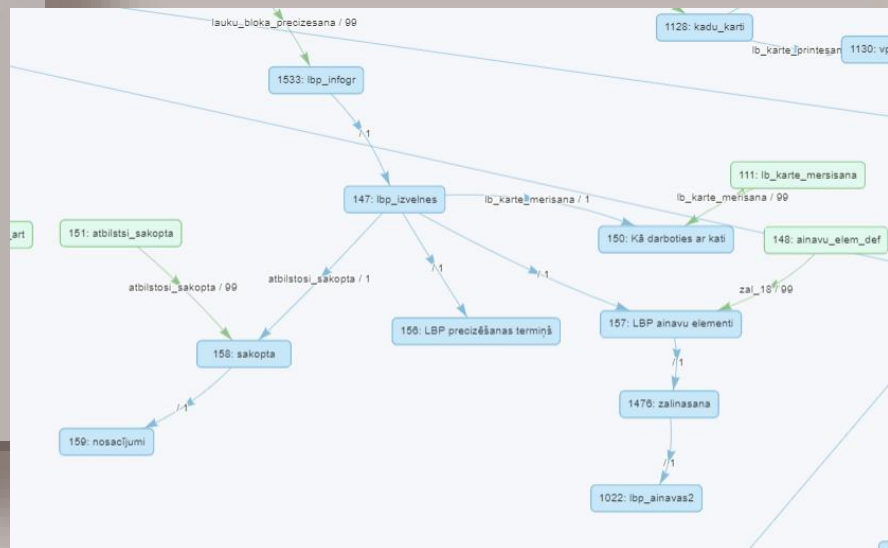 lauku_bloka_precizesana / 99
1128: kadu_karti
lb_karte_printesan
1130: vp
1533: lbp_infogr
/ 1
111: lb_karte_mersisana
147: lbp_izvelnes
lb_karte_merisana / 1
lb_karte_merisana / 99
_art
151: atbilstsi_sakopta
150: Kā darboties ar kati
148: ainavu_elem_def
atbilstosi_sakopta / 99
atbilstosi_sakopta / 1
/ 1
/ 1
zal_18 / 99
158: sakopta
156: LBP precizēšanas termiņš
157: LBP ainavu elementi
/ 1
/ 1
1476: zalinasana
159: nosacījumi
/ 1
1022: lbp_ainavas2